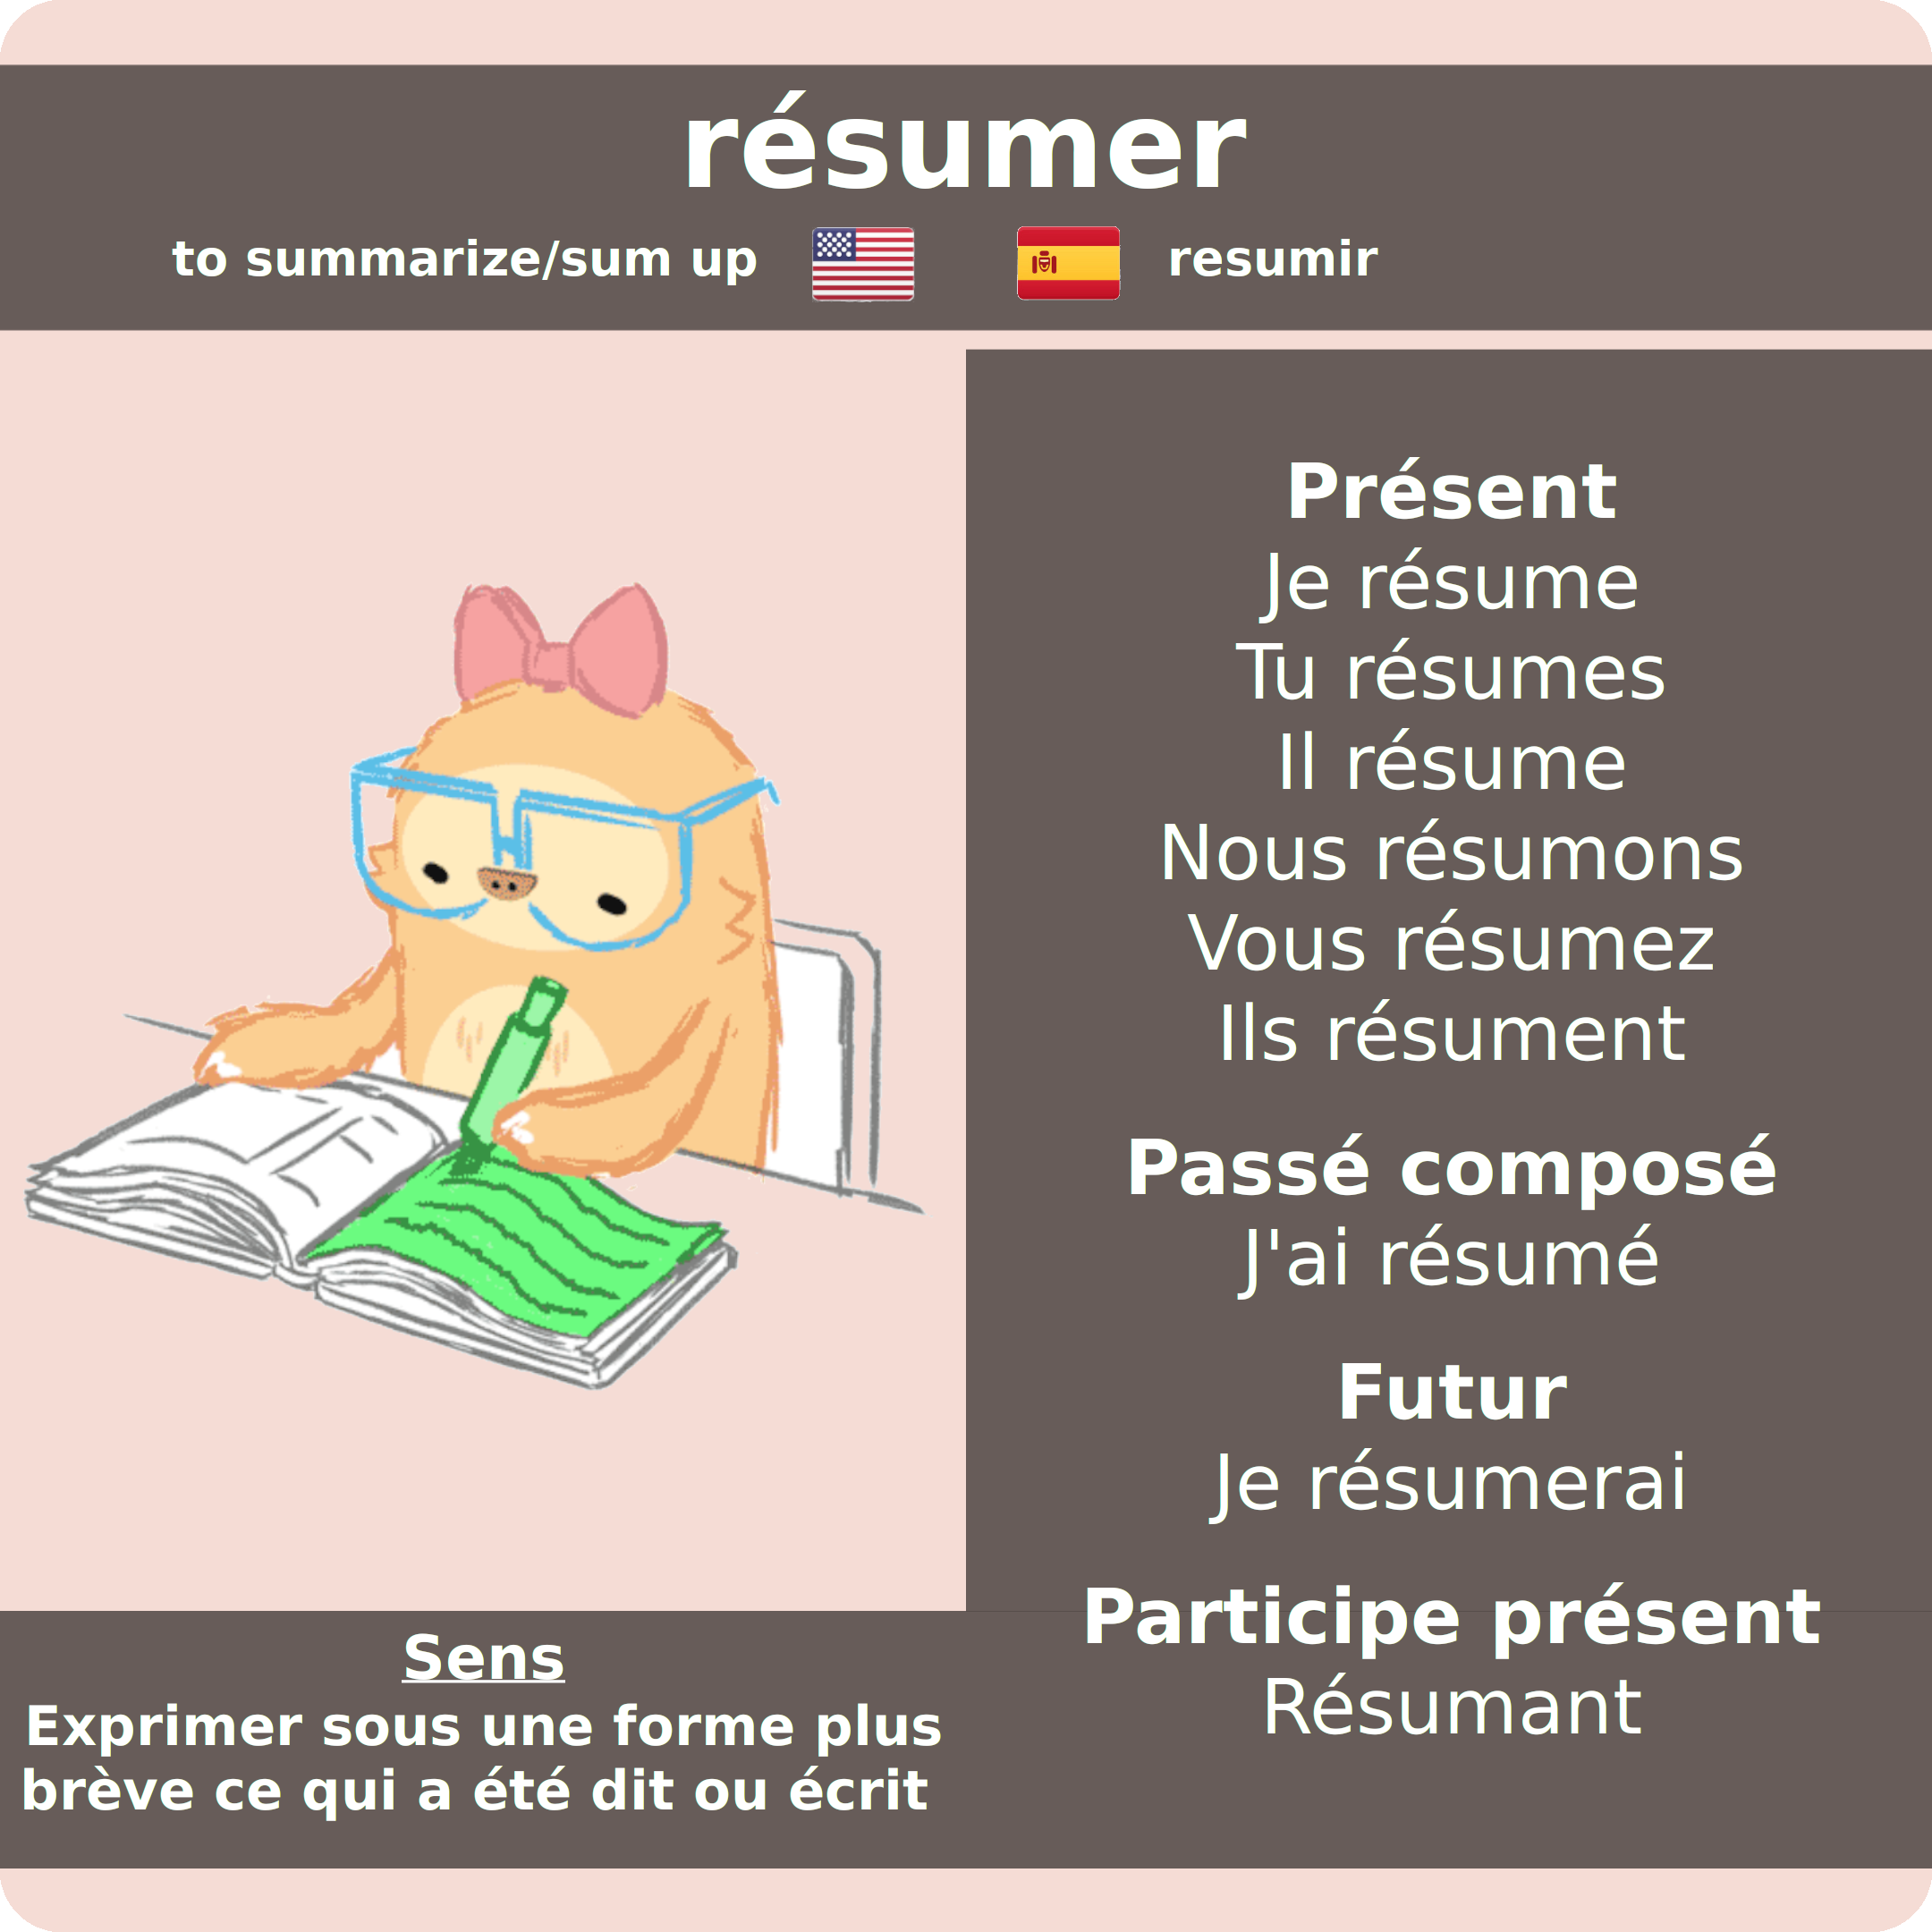 résumer
to summarize/sum up
resumir
Présent
Je résume
Tu résumes
Il résume
Nous résumons
Vous résumez
Ils résument
Passé composé
J'ai résumé
Futur
Je résumerai
Participe présent
Résumant
Sens
Exprimer sous une forme plus
brève ce qui a été dit ou écrit